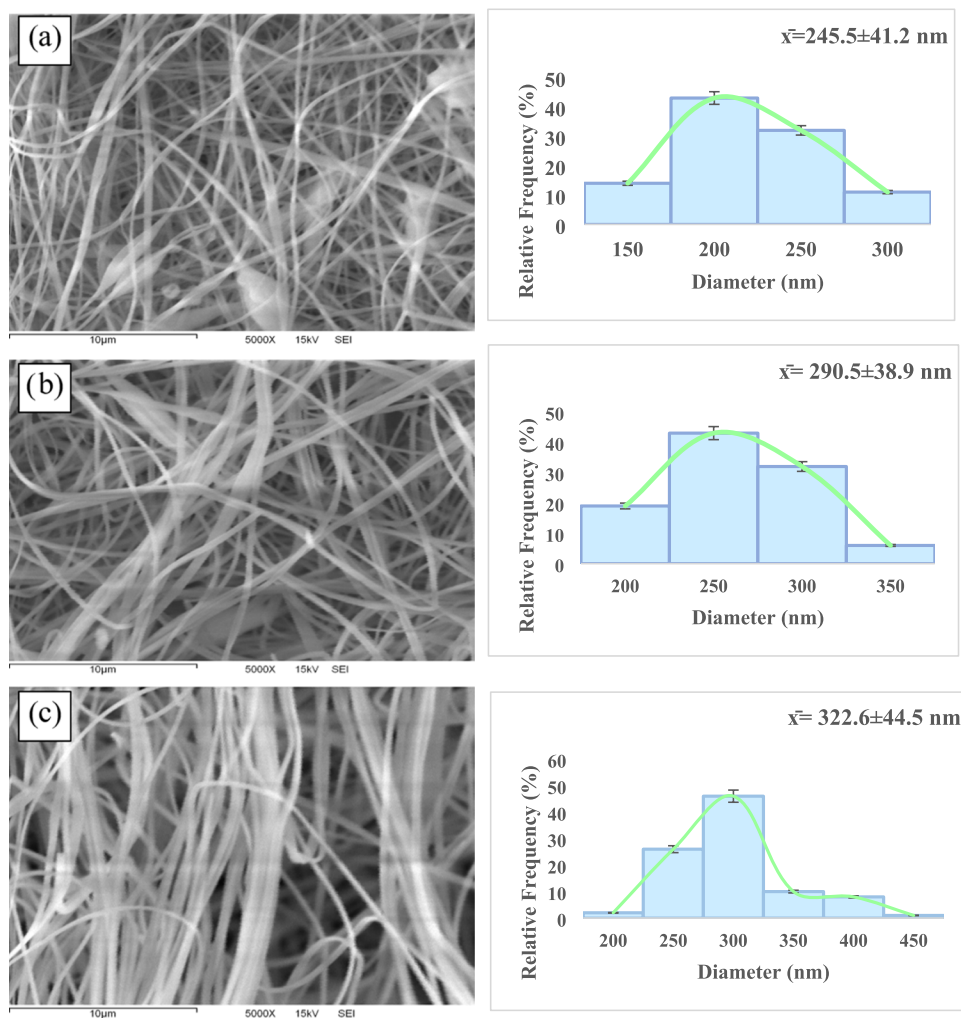 (a)
10μm 5000X 15kV SEI
x̄=245.5±41.2 nm
Relative Frequency (%)
50
40
30
20
10
0
150 200 250 300
Diameter (nm)
(b)
10μm 5000X 15kV SEI
x̄= 290.5±38.9 nm
Relative Frequency (%)
50
40
30
20
10
0
200 250 300 350
Diameter (nm)
(c)
10μm 5000X 15kV SEI
x̄= 322.6±44.5 nm
Relative Frequency (%)
60
50
40
30
20
10
0
200 250 300 350 400 450
Diameter (nm)